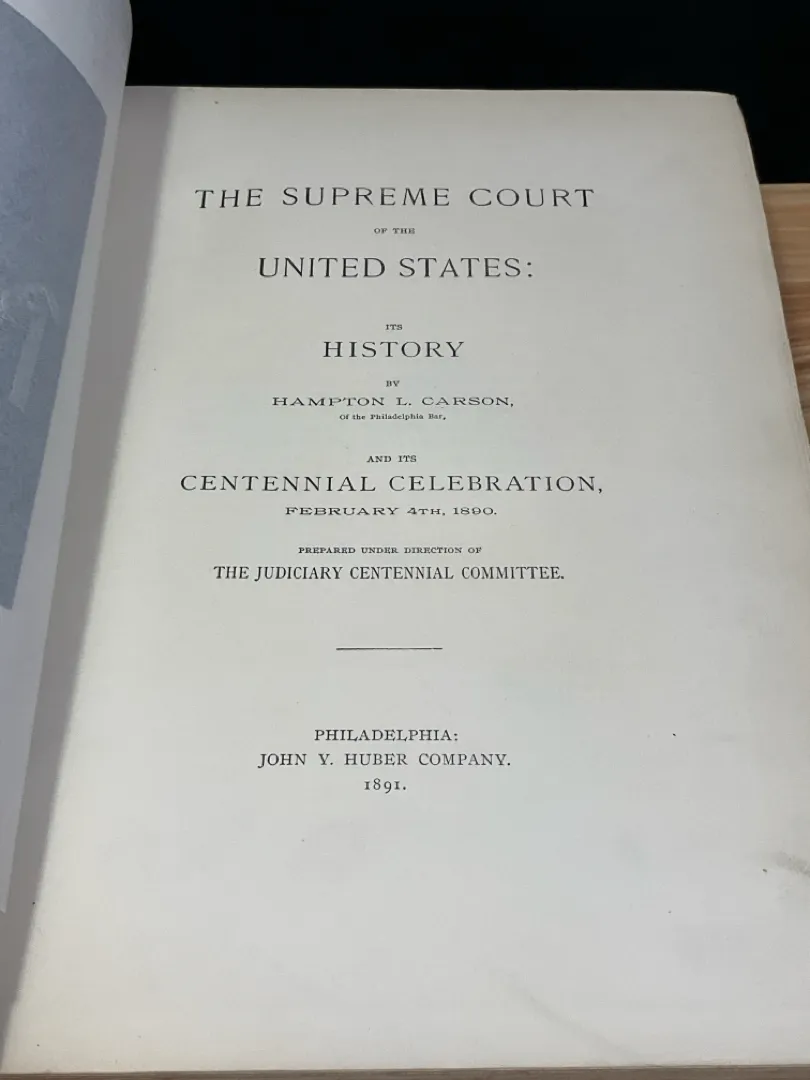 THE SUPREME COURT
OF THE
UNITED STATES:
ITS
HISTORY
BY
HAMPTON L. CARSON,
Of the Philadelphia Bar,
AND ITS
CENTENNIAL CELEBRATION,
FEBRUARY 4TH, 1890.
PREPARED UNDER DIRECTION OF
THE JUDICIARY CENTENNIAL COMMITTEE.
PHILADELPHIA:
JOHN Y. HUBER COMPANY.
1891.